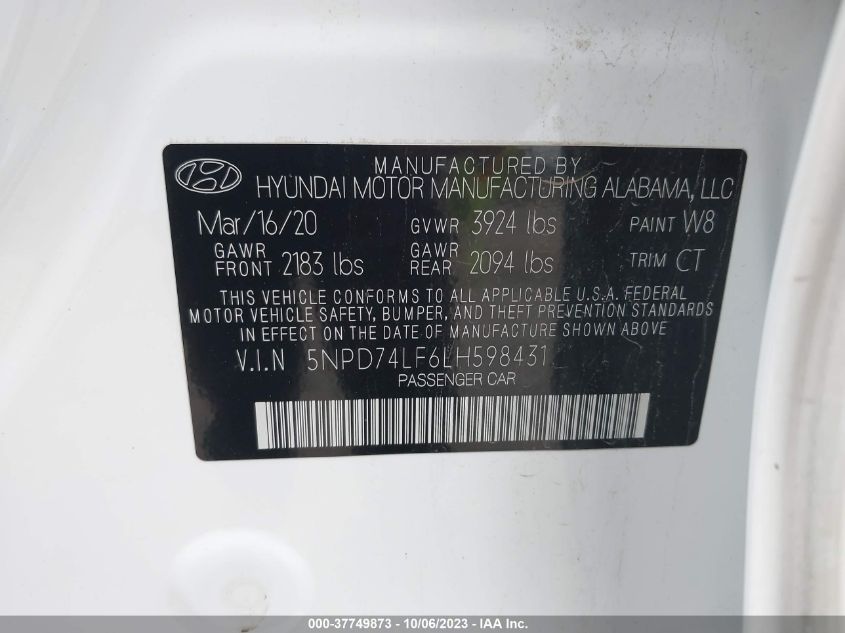 MANUFACTURED BY
HYUNDAI MOTOR MANUFACTURING ALABAMA, LLC
Mar/16/20 GVWR 3924 lbs PAINT W8
GAWR FRONT 2183 lbs GAWR REAR 2094 lbs TRIM CT
THIS VEHICLE CONFORMS TO ALL APPLICABLE U.S.A. FEDERAL
MOTOR VEHICLE SAFETY, BUMPER, AND THEFT PREVENTION STANDARDS
IN EFFECT ON THE DATE OF MANUFACTURE SHOWN ABOVE
V.I.N 5NPD74LF6LH598431
PASSENGER CAR
000-37749873 - 10/06/2023 - IAA Inc.